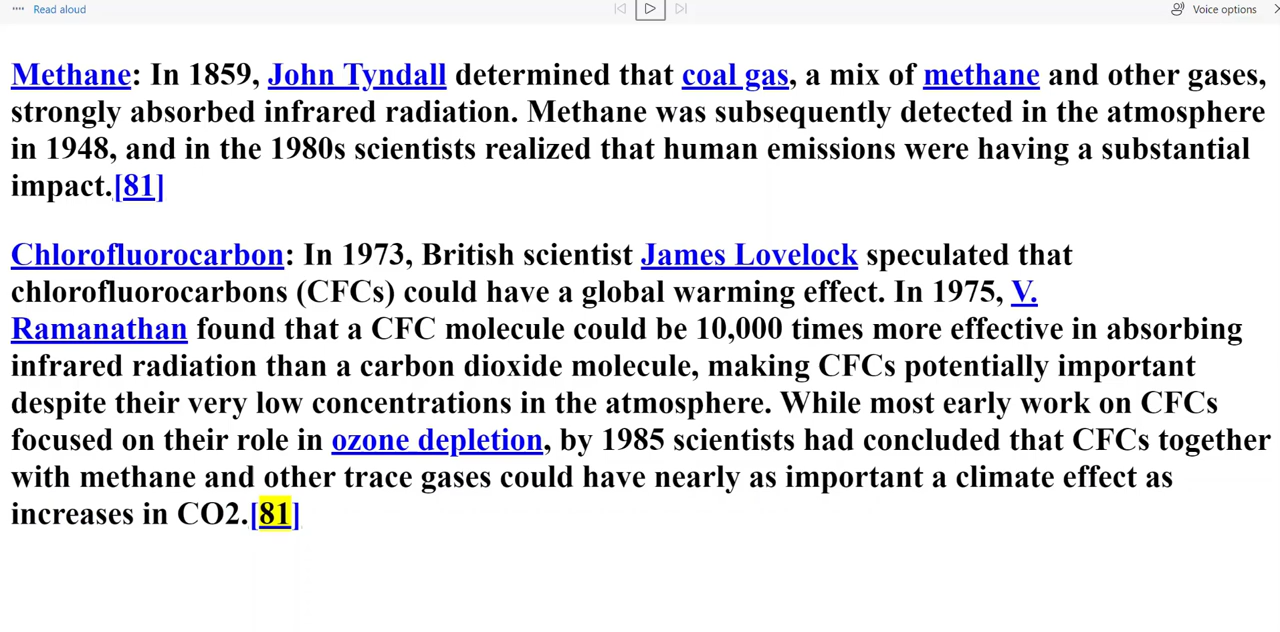 Read aloud
Voice options
Methane: In 1859, John Tyndall determined that coal gas, a mix of methane and other gases,
strongly absorbed infrared radiation. Methane was subsequently detected in the atmosphere
in 1948, and in the 1980s scientists realized that human emissions were having a substantial
impact.[81]
Chlorofluorocarbon: In 1973, British scientist James Lovelock speculated that
chlorofluorocarbons (CFCs) could have a global warming effect. In 1975, V.
Ramanathan found that a CFC molecule could be 10,000 times more effective in absorbing
infrared radiation than a carbon dioxide molecule, making CFCs potentially important
despite their very low concentrations in the atmosphere. While most early work on CFCs
focused on their role in ozone depletion, by 1985 scientists had concluded that CFCs together
with methane and other trace gases could have nearly as important a climate effect as
increases in CO2.[81]